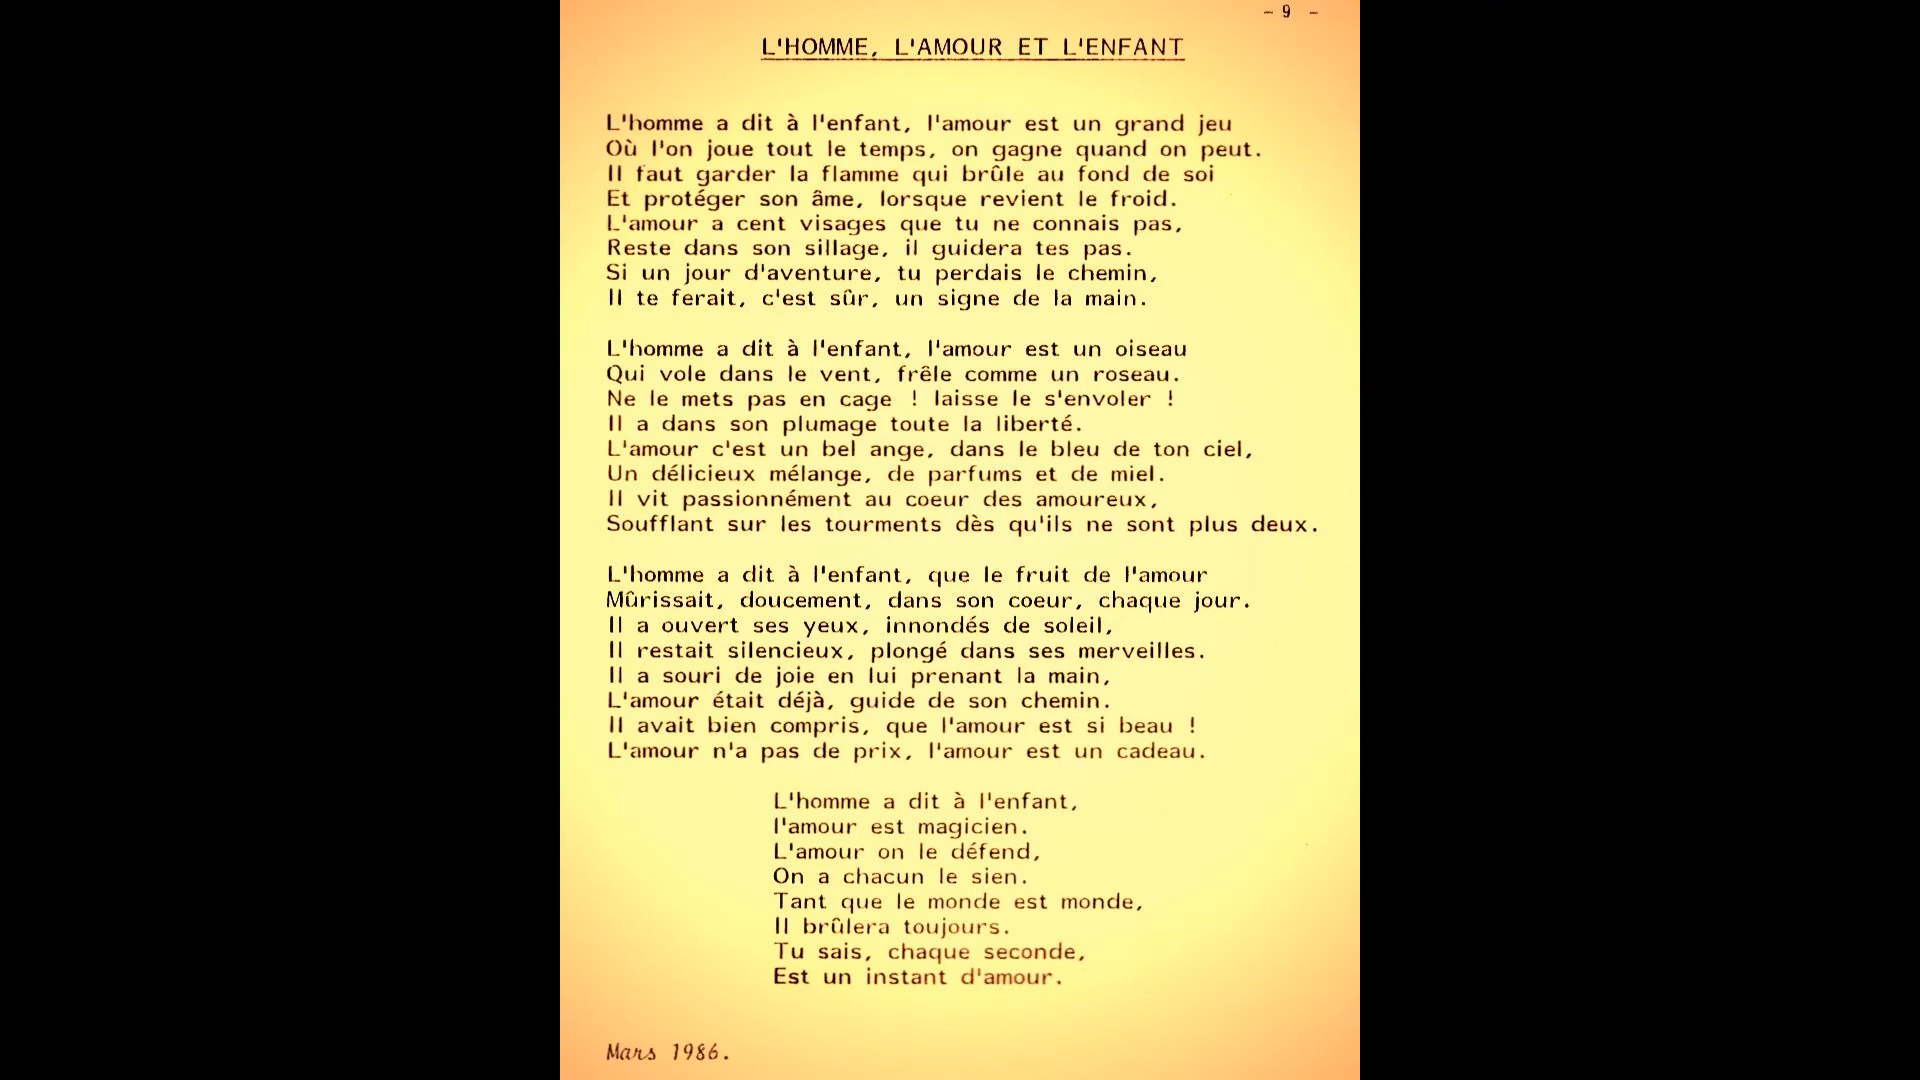 - 9 -
L'HOMME, L'AMOUR ET L'ENFANT
L'homme a dit à l'enfant, l'amour est un grand jeu
Où l'on joue tout le temps, on gagne quand on peut.
Il faut garder la flamme qui brûle au fond de soi
Et protéger son âme, lorsque revient le froid.
L'amour a cent visages que tu ne connais pas,
Reste dans son sillage, il guidera tes pas.
Si un jour d'aventure, tu perdais le chemin,
Il te ferait, c'est sûr, un signe de la main.
L'homme a dit à l'enfant, l'amour est un oiseau
Qui vole dans le vent, frêle comme un roseau.
Ne le mets pas en cage ! laisse le s'envoler !
Il a dans son plumage toute la liberté.
L'amour c'est un bel ange, dans le bleu de ton ciel,
Un délicieux mélange, de parfums et de miel.
Il vit passionnément au coeur des amoureux,
Soufflant sur les tourments dès qu'ils ne sont plus deux.
L'homme a dit à l'enfant, que le fruit de l'amour
Mûrissait, doucement, dans son coeur, chaque jour.
Il a ouvert ses yeux, innondés de soleil,
Il restait silencieux, plongé dans ses merveilles.
Il a souri de joie en lui prenant la main,
L'amour était déjà, guide de son chemin.
Il avait bien compris, que l'amour est si beau !
L'amour n'a pas de prix, l'amour est un cadeau.
L'homme a dit à l'enfant,
l'amour est magicien.
L'amour on le défend,
On a chacun le sien.
Tant que le monde est monde,
Il brûlera toujours.
Tu sais, chaque seconde,
Est un instant d'amour.
Mars 1986.